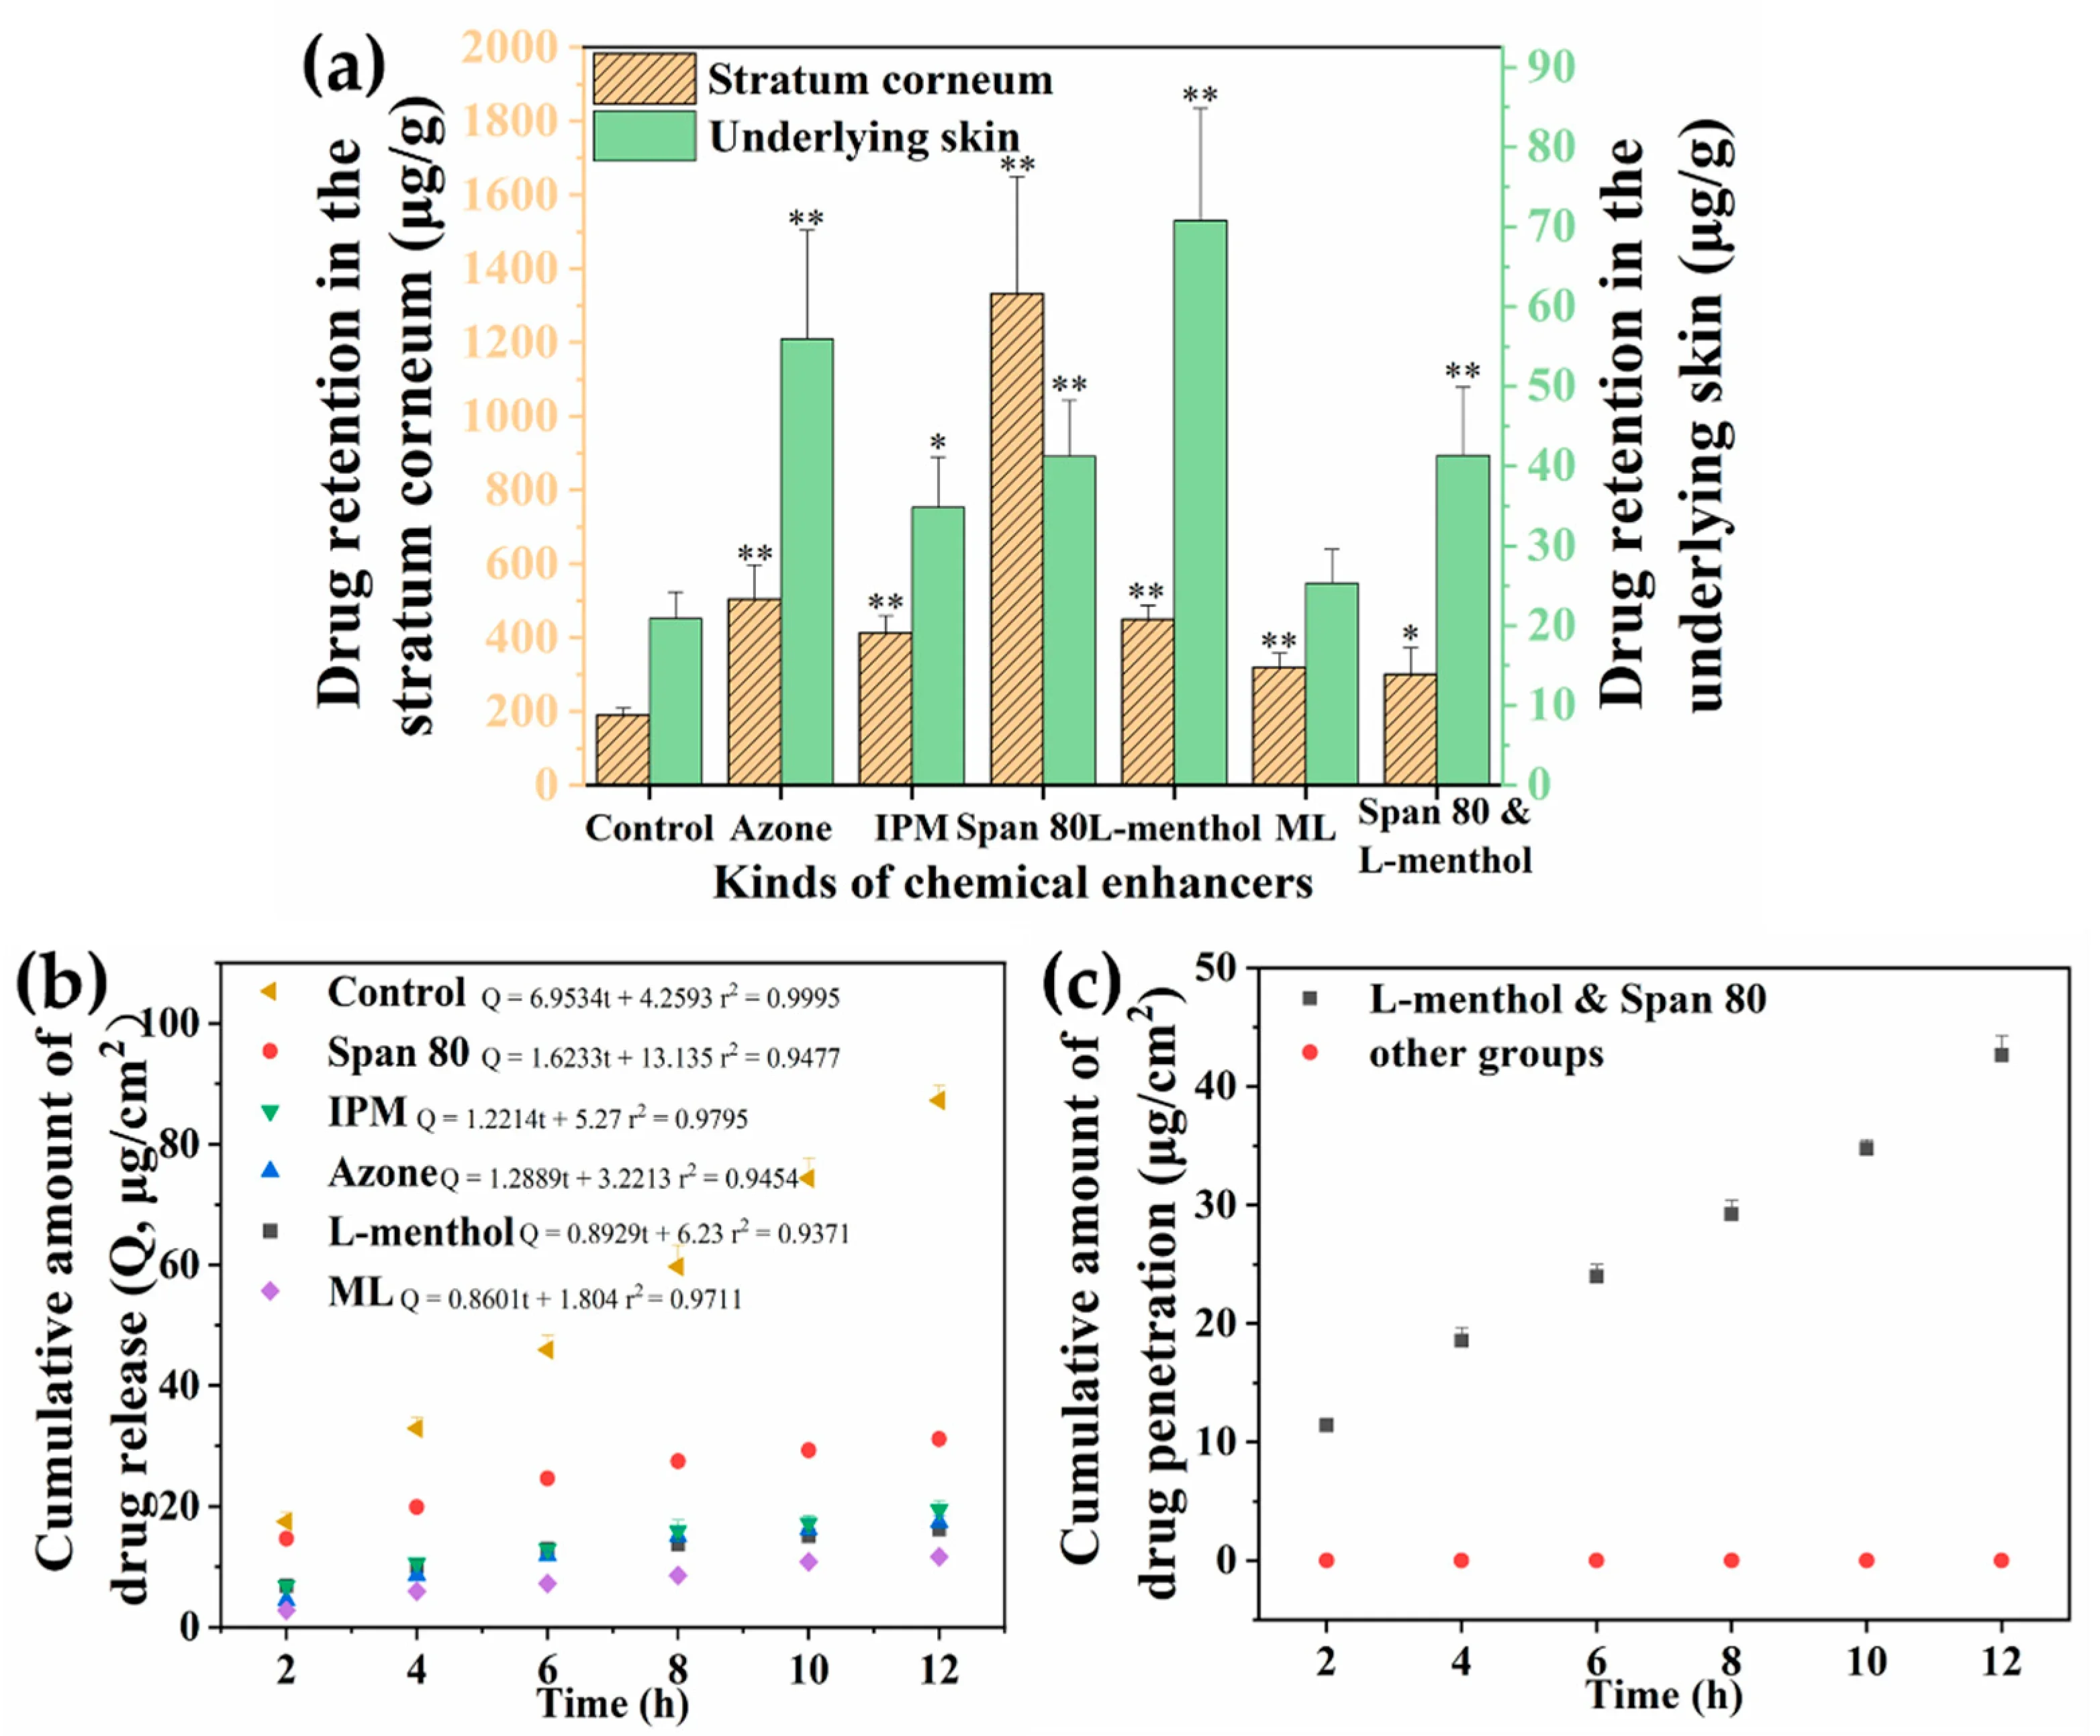 (a)
Drug retention in the
stratum corneum (μg/g)
2000
1800
1600
1400
1200
1000
800
600
400
200
0
Stratum corneum
Underlying skin
**
**
**
*
**
**
**
**
**
**
*
**
90
80
70
60
50
40
30
20
10
0
Drug retention in the
underlying skin (μg/g)
Control Azone IPM Span 80 L-menthol ML Span 80 &
L-menthol
Kinds of chemical enhancers
(b)
Cumulative amount of
drug release (Q, μg/cm²)
100
80
60
40
20
0
Control Q = 6.9534t + 4.2593 r² = 0.9995
Span 80 Q = 1.6233t + 13.135 r² = 0.9477
IPM Q = 1.2214t + 5.27 r² = 0.9795
Azone Q = 1.2889t + 3.2213 r² = 0.9454
L-menthol Q = 0.8929t + 6.23 r² = 0.9371
ML Q = 0.8601t + 1.804 r² = 0.9711
2 4 6 8 10 12
Time (h)
(c)
Cumulative amount of
drug penetration (μg/cm²)
50
40
30
20
10
0
L-menthol & Span 80
other groups
2 4 6 8 10 12
Time (h)